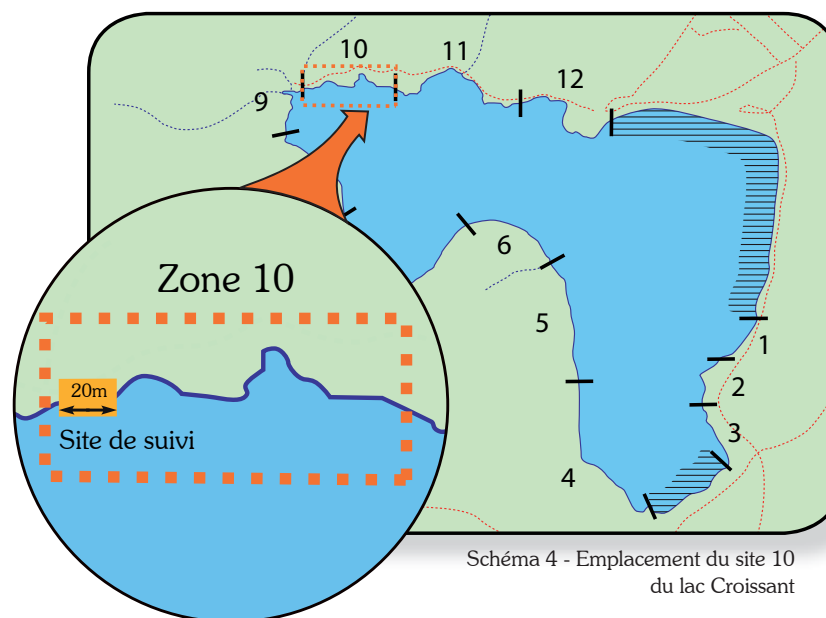 10
11
12
9
6
5
4
1
2
3
Zone 10
20m
Site de suivi
Schéma 4 - Emplacement du site 10
du lac Croissant